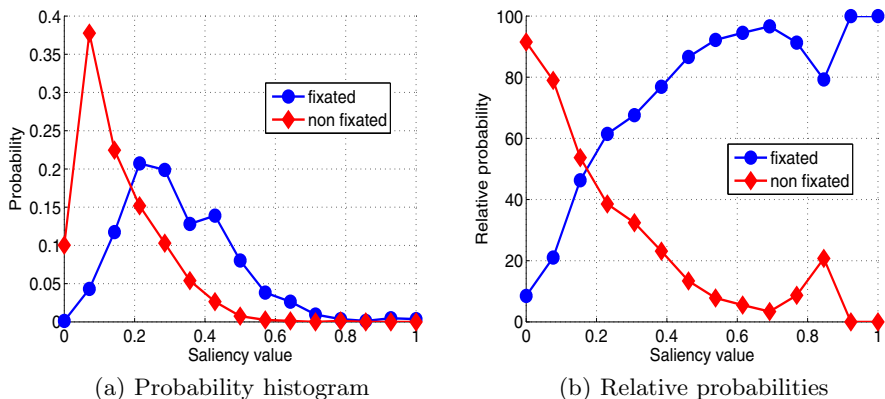 0.4
0.35
0.3
0.25
0.2
0.15
0.1
0.05
0
Probability
fixated
non fixated
0 0.2 0.4 0.6 0.8 1
Saliency value
(a) Probability histogram
100
80
60
40
20
0
Relative probability
fixated
non fixated
0 0.2 0.4 0.6 0.8 1
Saliency value
(b) Relative probabilities